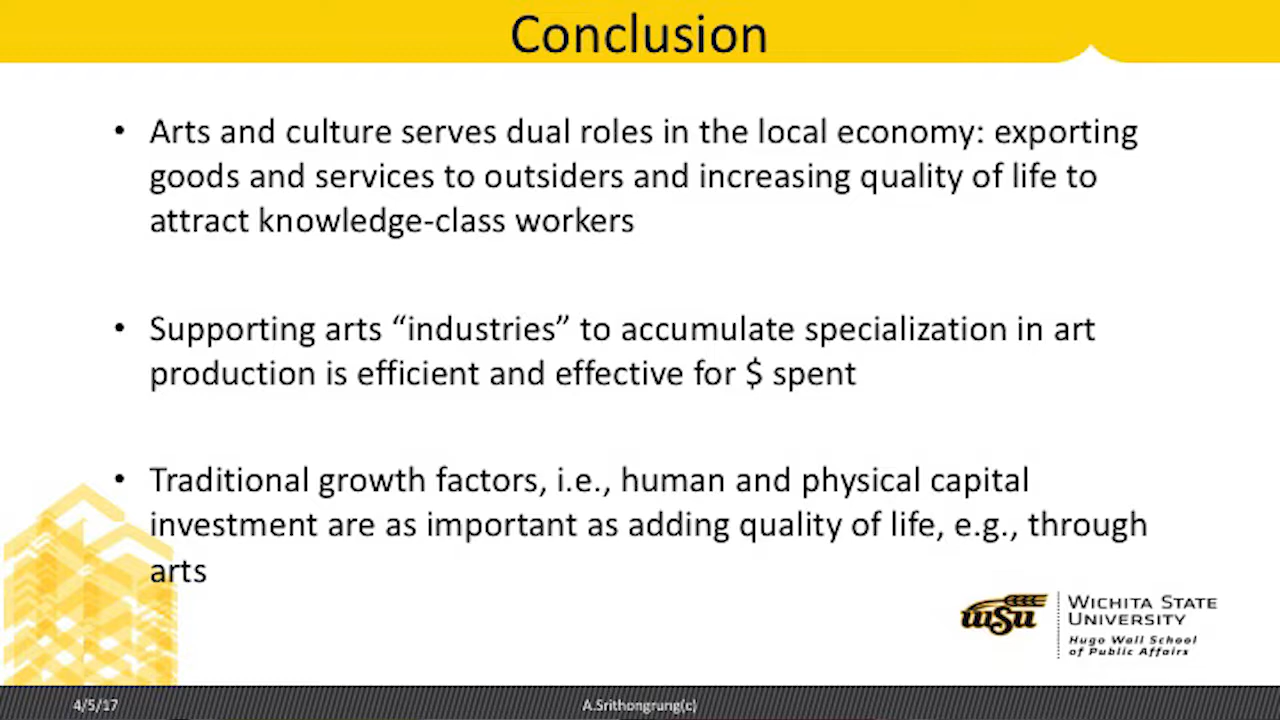 Conclusion
• Arts and culture serves dual roles in the local economy: exporting
goods and services to outsiders and increasing quality of life to
attract knowledge-class workers
• Supporting arts “industries” to accumulate specialization in art
production is efficient and effective for $ spent
• Traditional growth factors, i.e., human and physical capital
investment are as important as adding quality of life, e.g., through
arts
WSU
WICHITA STATE
UNIVERSITY
Hugo Wall School
of Public Affairs
4/5/17
A.Srithongrung(c)